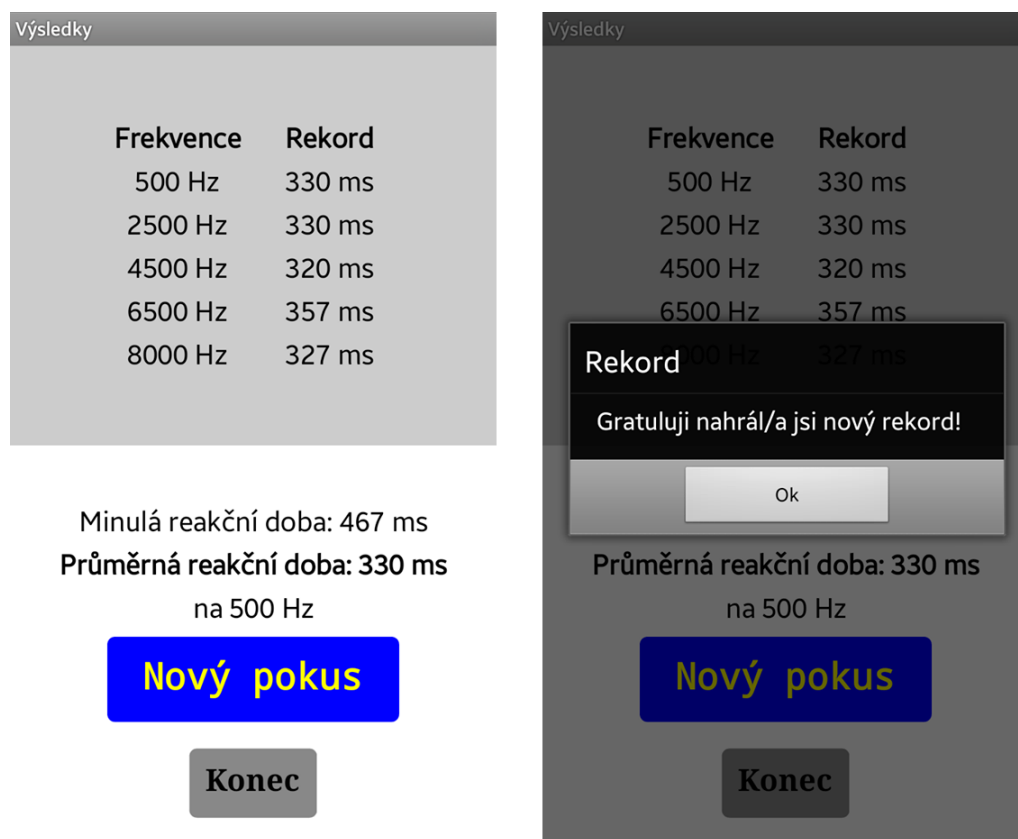 Výsledky
Frekvence Rekord
500 Hz 330 ms
2500 Hz 330 ms
4500 Hz 320 ms
6500 Hz 357 ms
8000 Hz 327 ms
Minulá reakční doba: 467 ms
Průměrná reakční doba: 330 ms
na 500 Hz
Nový pokus
Konec
Výsledky
Frekvence Rekord
500 Hz 330 ms
2500 Hz 330 ms
4500 Hz 320 ms
6500 Hz 357 ms
8000 Hz 327 ms
Rekord
Gratuluji nahrál/a jsi nový rekord!
Ok
Průměrná reakční doba: 330 ms
na 500 Hz
Nový pokus
Konec